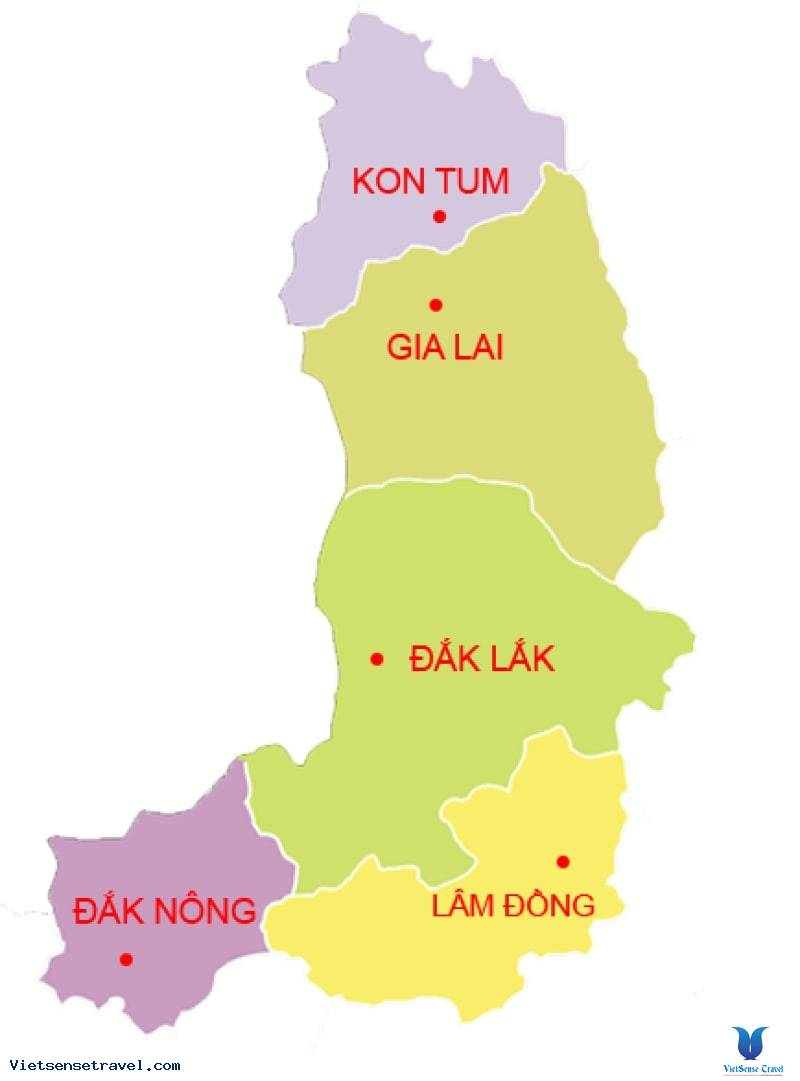 KON TUM
GIA LAI
ĐẮK LẮK
ĐẮK NÔNG
LÂM ĐỒNG
Vietsensetravel.com
VietSense Travel